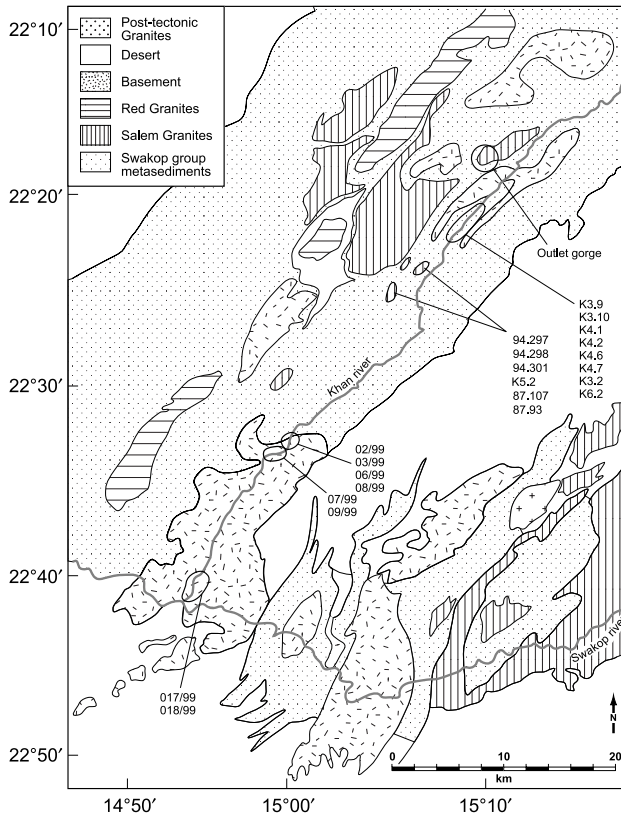 Post-tectonic
Granites
Desert
Basement
Red Granites
Salem Granites
Swakop group
metasediments
22°10′
22°20′
22°30′
22°40′
22°50′
Outlet gorge
K3.9
K3.10
K4.1
K4.2
K4.6
K4.7
K3.2
K6.2
94.297
94.298
94.301
K5.2
87.107
87.93
Khan river
02/99
03/99
06/99
08/99
07/99
09/99
017/99
018/99
Swakop river
N
0 10 20
km
14°50′ 15°00′ 15°10′